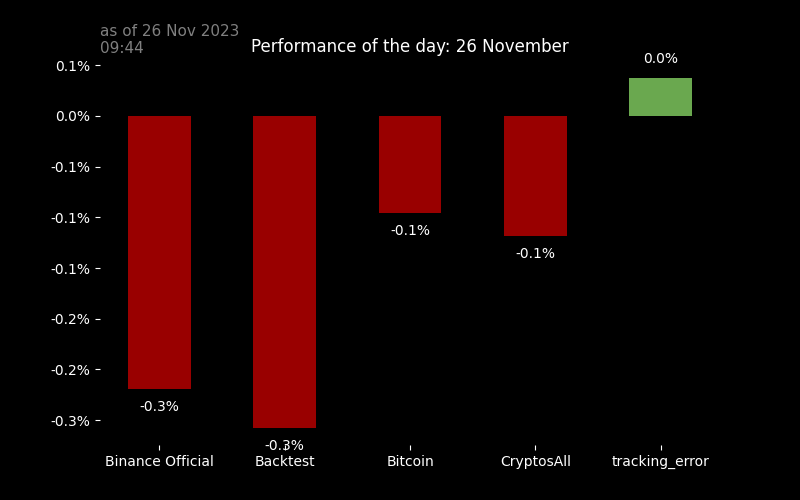 as of 26 Nov 2023
09:44
Performance of the day: 26 November
0.1%
0.0%
-0.1%
-0.1%
-0.1%
-0.2%
-0.2%
-0.3%
0.0%
-0.1%
-0.1%
-0.3%
-0.3%
Binance Official
Backtest
Bitcoin
CryptosAll
tracking_error